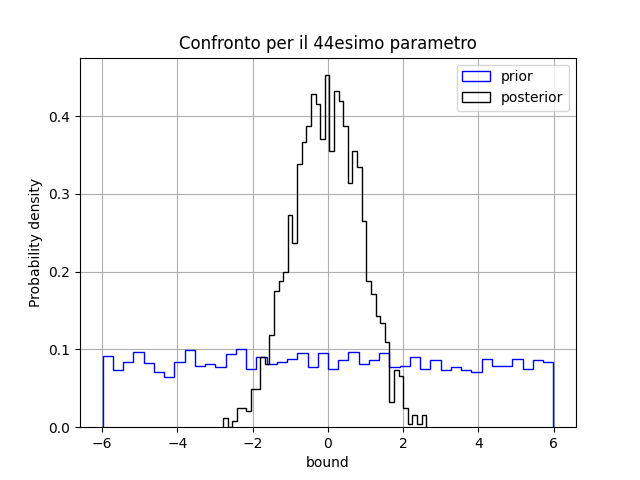 Confronto per il 44esimo parametro
prior
posterior
Probability density
0.4
0.3
0.2
0.1
0.0
−6
−4
−2
0
2
4
6
bound